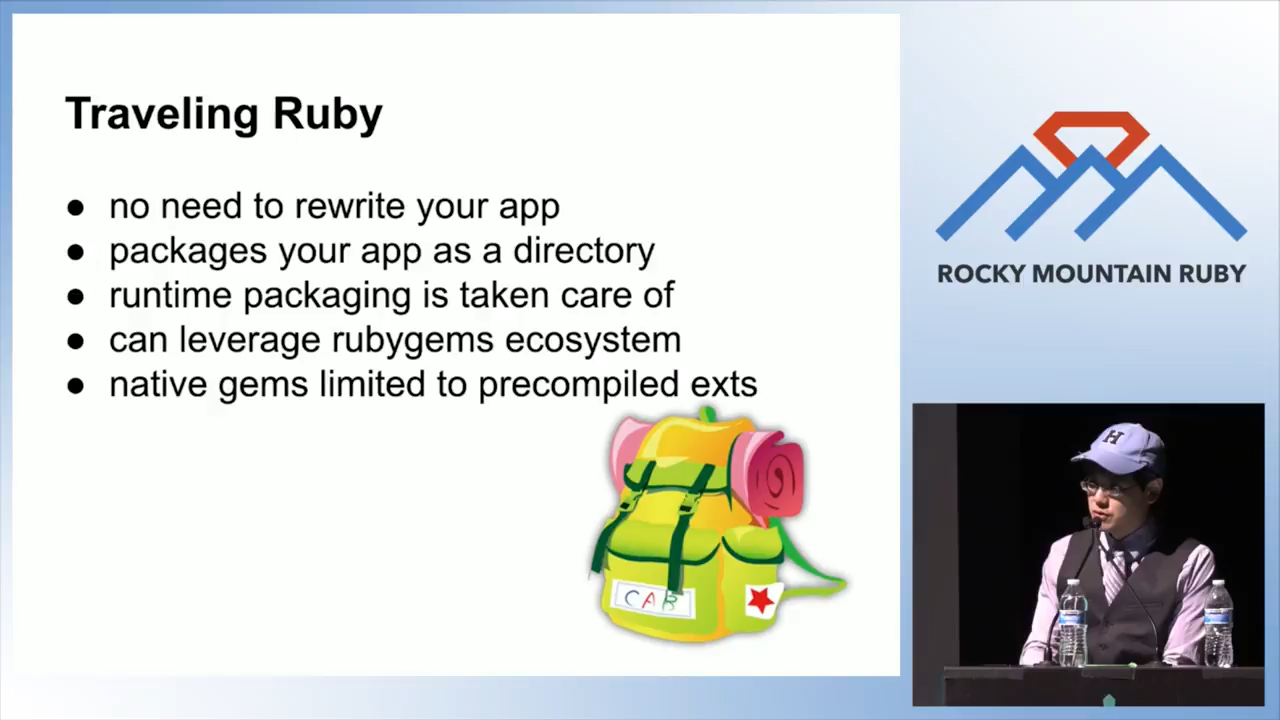 Traveling Ruby
● no need to rewrite your app
● packages your app as a directory
● runtime packaging is taken care of
● can leverage rubygems ecosystem
● native gems limited to precompiled exts
CAB
ROCKY MOUNTAIN RUBY
H